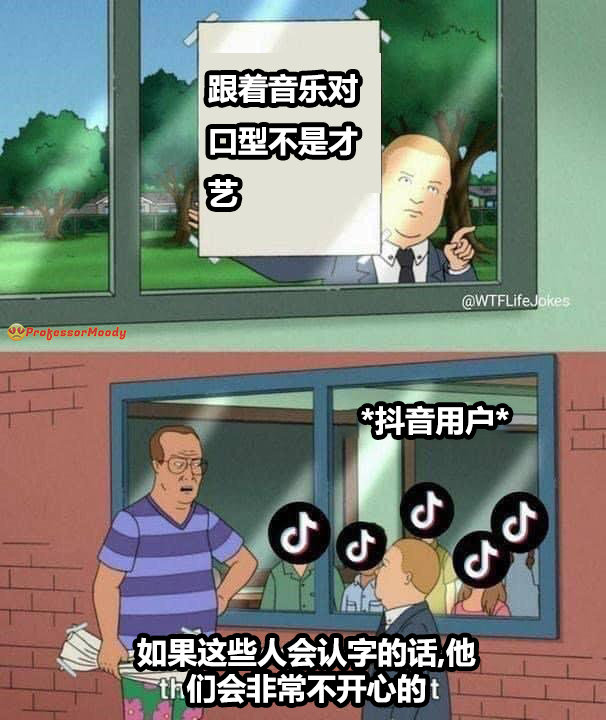 跟着音乐对
口型不是才
艺
@WTFLifeJokes
ProfessorMoody
*抖音用户*
如果这些人会认字的话,他
们会非常不开心的